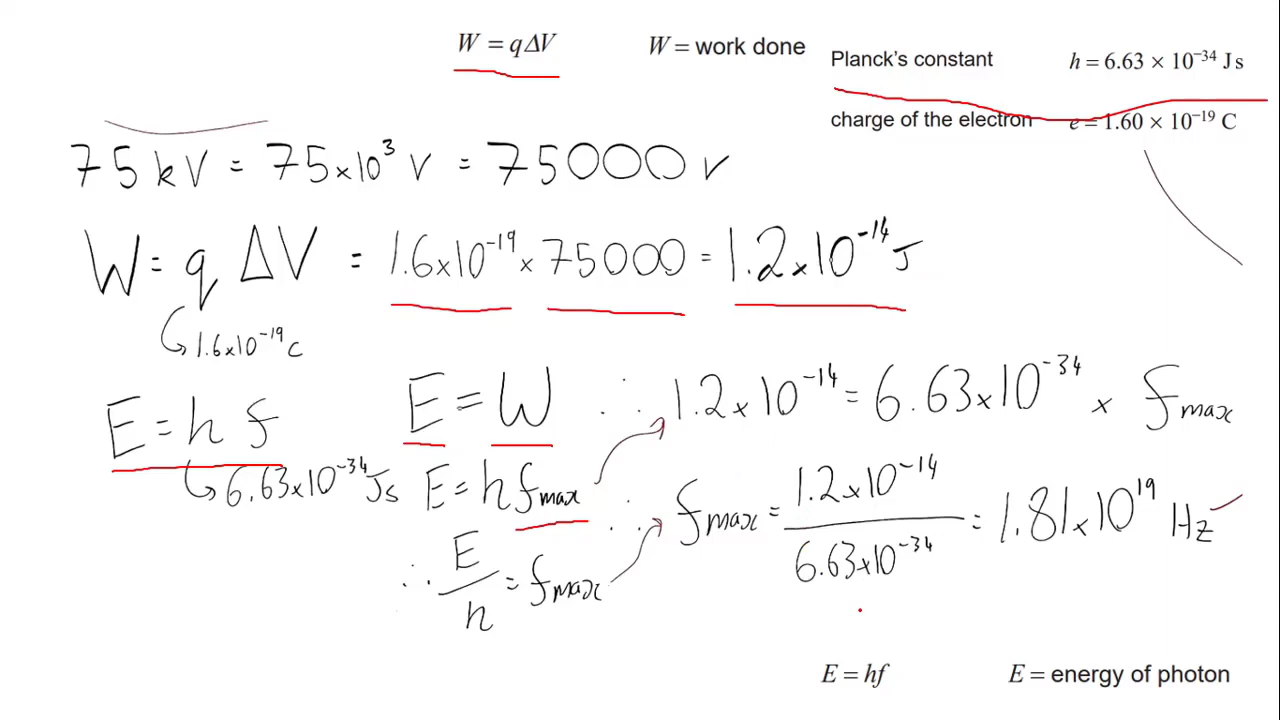 W = qΔV W = work done
Planck's constant h = 6.63 × 10⁻³⁴ J s
charge of the electron e = 1.60 × 10⁻¹⁹ C
75 kV = 75×10³ V = 75000 V
W = q ΔV = 1.6×10⁻¹⁹ × 75000 = 1.2×10⁻¹⁴ J
1.6×10⁻¹⁹ C
E = h f E = W ∴ 1.2×10⁻¹⁴ = 6.63×10⁻³⁴ × fmax
6.63×10⁻³⁴ Js E = h fmax ∴ fmax = 1.2×10⁻¹⁴ / 6.63×10⁻³⁴ = 1.81×10¹⁹ Hz
∴ E / h = fmax
E = hf E = energy of photon